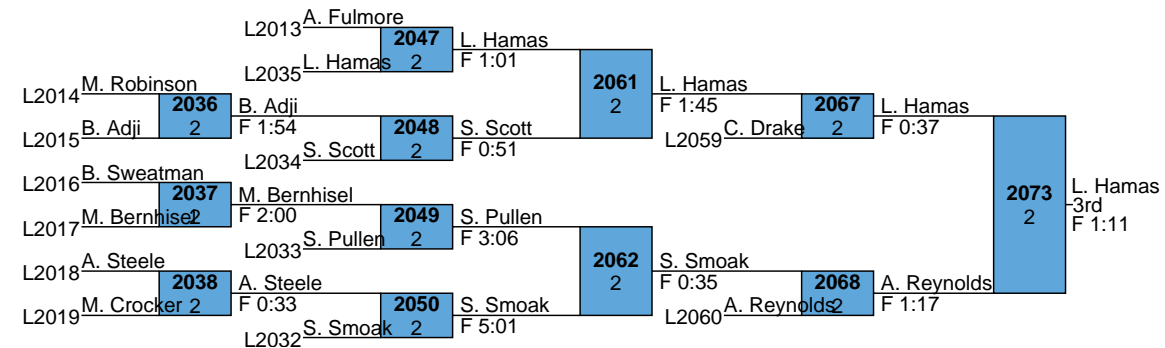 L2013
A. Fulmore
2047
2
L. Hamas
F 1:01
L2035
L. Hamas
2061
2
L. Hamas
F 1:45
L2014
M. Robinson
2036
2
B. Adji
F 1:54
L2015
B. Adji
2048
2
S. Scott
F 0:51
L2034
S. Scott
2067
2
L. Hamas
F 0:37
L2059
C. Drake
L2016
B. Sweatman
2037
2
M. Bernhisel
F 2:00
L2017
M. Bernhisel
2049
2
S. Pullen
F 3:06
L2033
S. Pullen
2073
2
L. Hamas
3rd
F 1:11
2062
2
S. Smoak
F 0:35
L2018
A. Steele
2038
2
A. Steele
F 0:33
L2019
M. Crocker
2050
2
S. Smoak
F 5:01
L2032
S. Smoak
2068
2
A. Reynolds
F 1:17
L2060
A. Reynolds